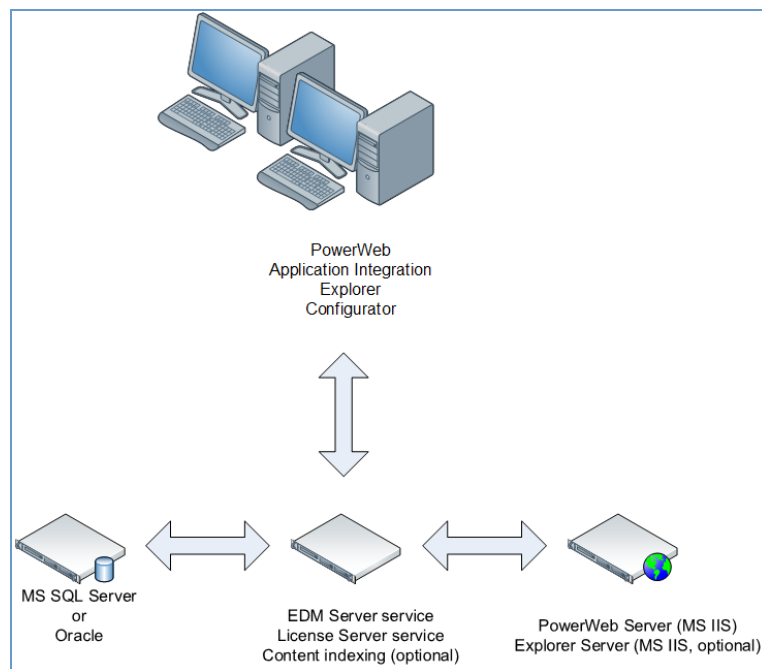 PowerWeb
Application Integration
Explorer
Configurator
MS SQL Server
or
Oracle
EDM Server service
License Server service
Content indexing (optional)
PowerWeb Server (MS IIS)
Explorer Server (MS IIS, optional)